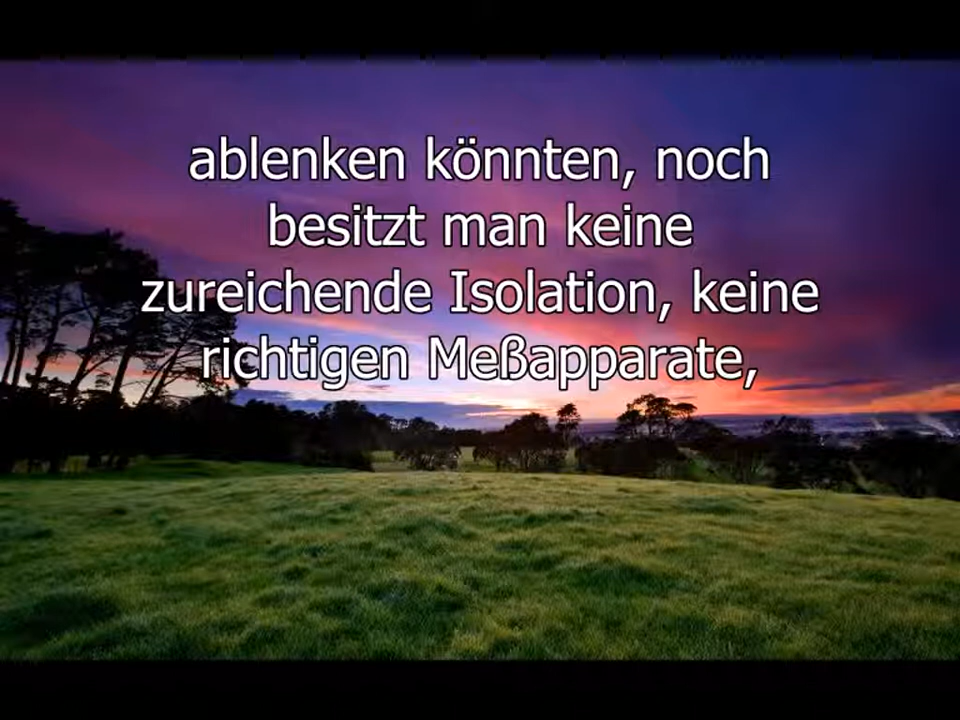 ablenken könnten, noch
besitzt man keine
zureichende Isolation, keine
richtigen Meßapparate,